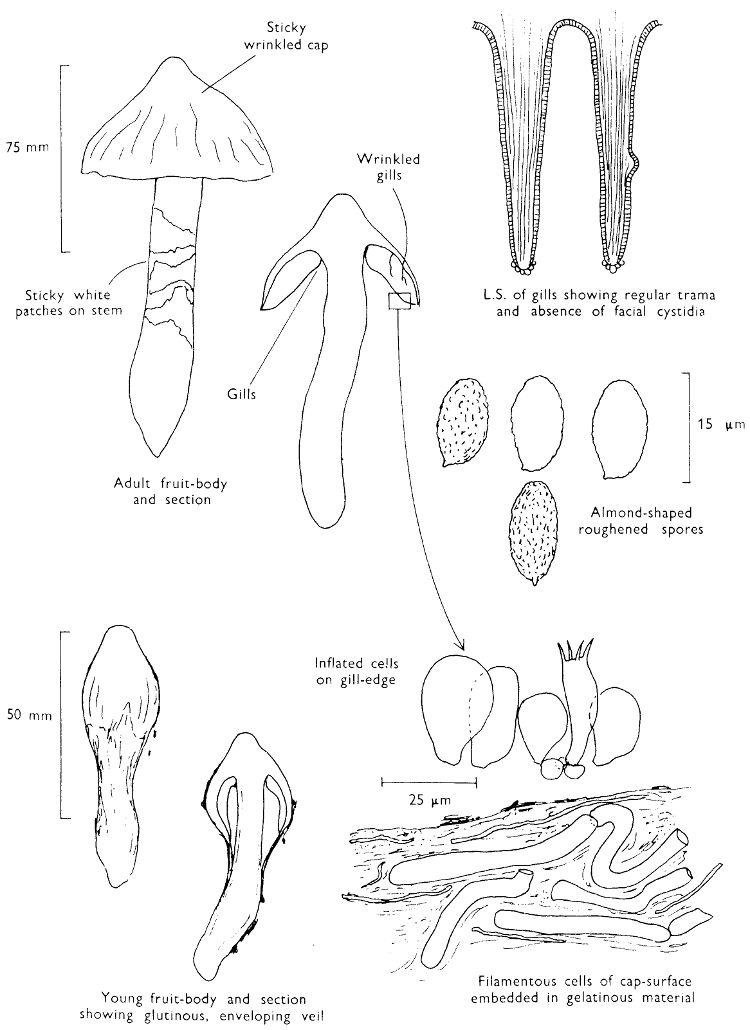 Sticky
wrinkled cap
75 mm
Wrinkled
gills
Sticky white
patches on stem
L.S. of gills showing regular trama
and absence of facial cystidia
Gills
15 μm
Adult fruit-body
and section
Almond-shaped
roughened spores
Inflated cells
on gill-edge
50 mm
25 μm
Filamentous cells of cap-surface
embedded in gelatinous material
Young fruit-body and section
showing glutinous, enveloping veil